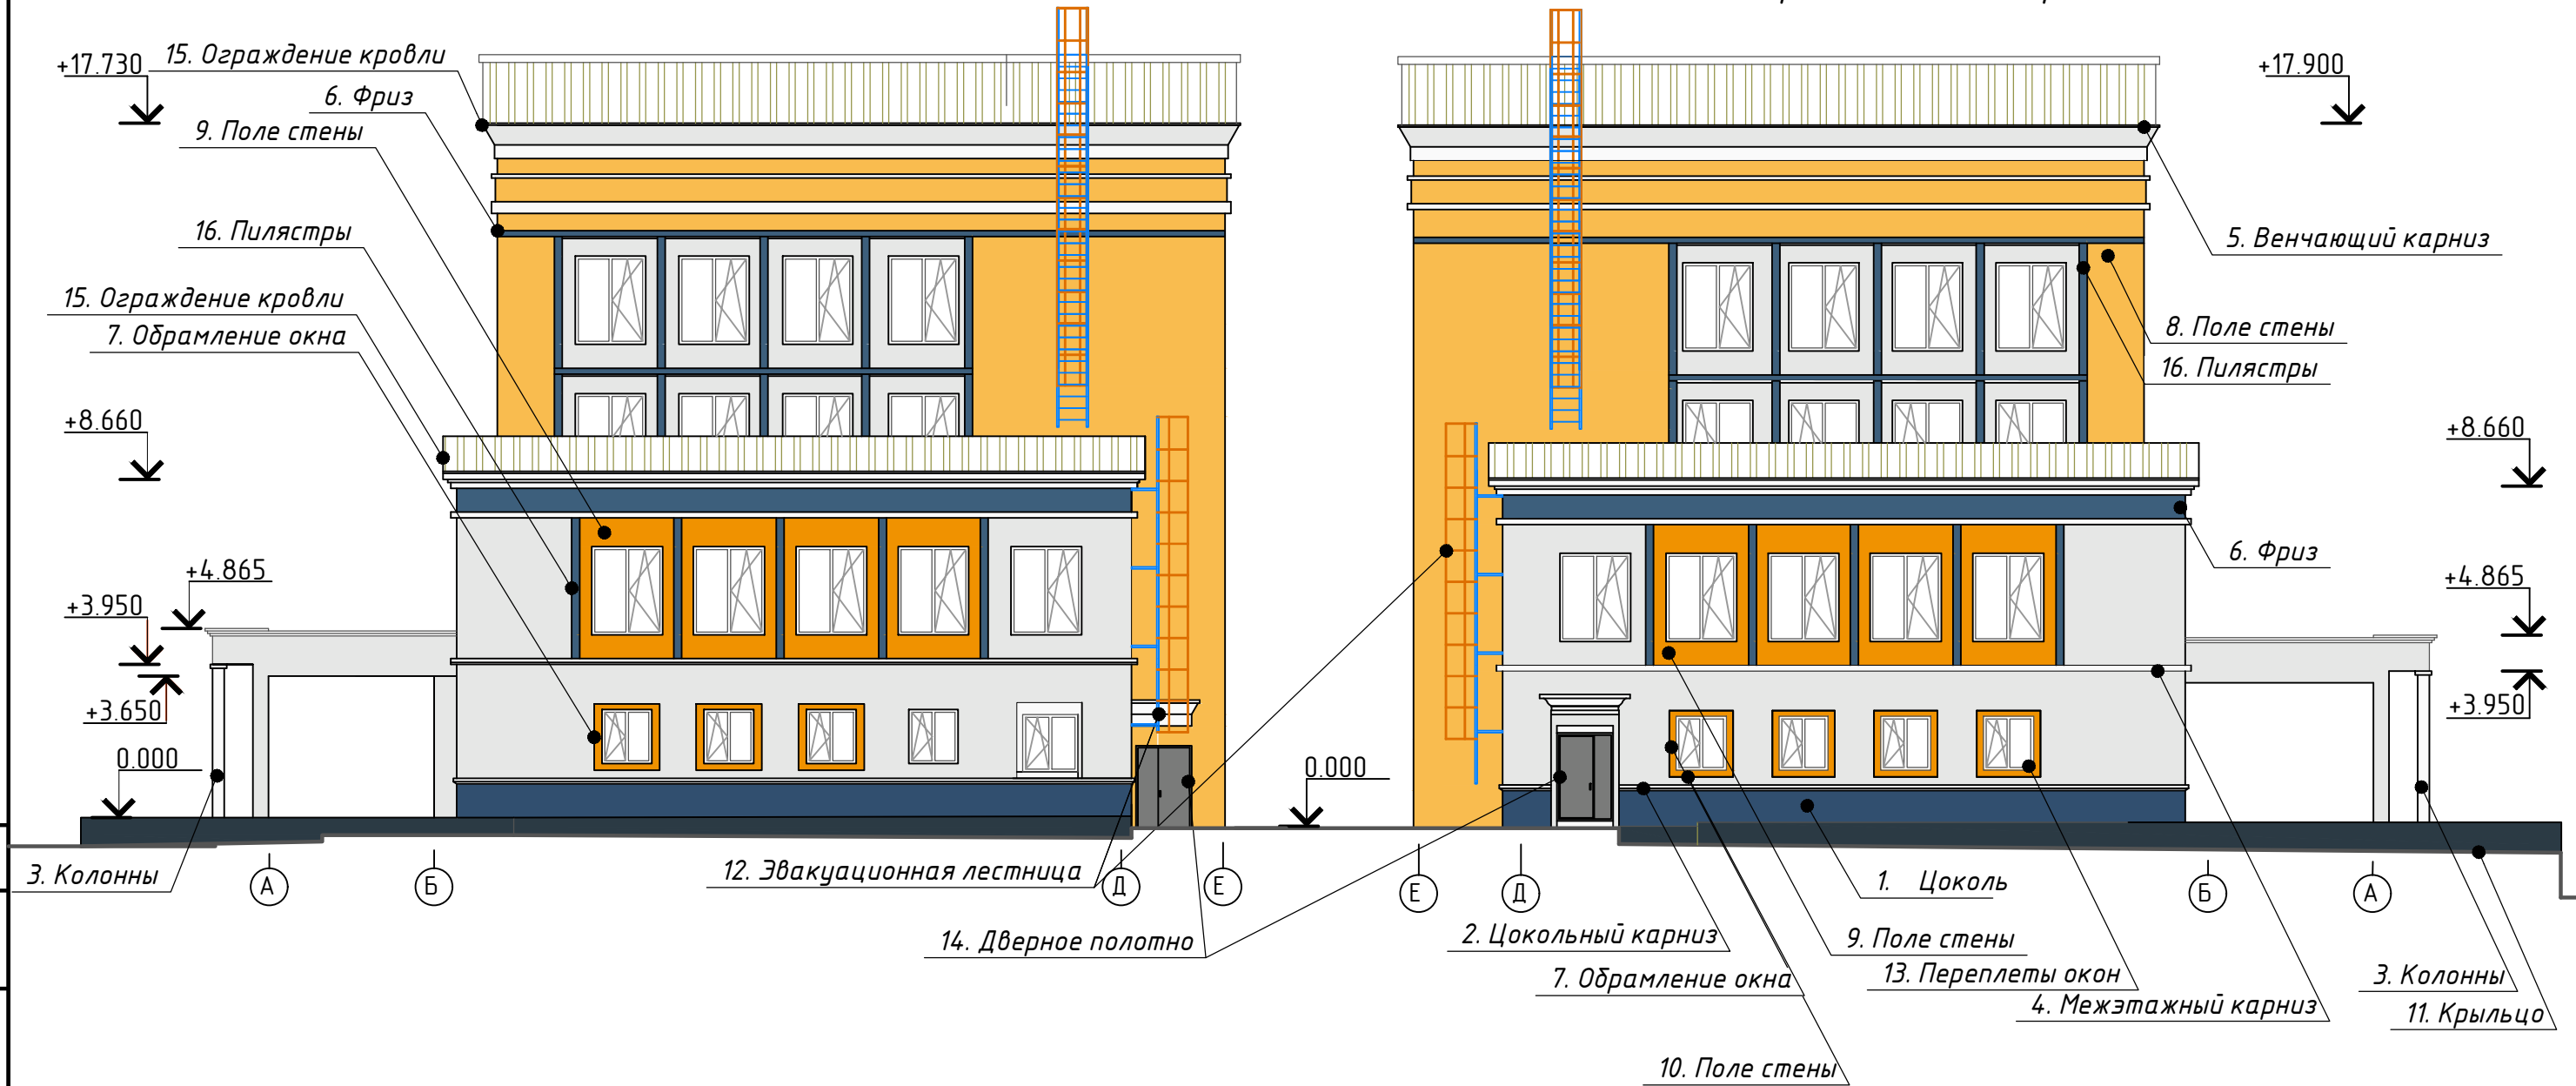 +17.730
15. Ограждение кровли
6. Фриз
9. Поле стены
16. Пилястры
15. Ограждение кровли
7. Обрамление окна
+8.660
+4.865
+3.950
+3.650
0.000
3. Колонны
А
Б
12. Эвакуационная лестница
Д
Е
14. Дверное полотно
0.000
+17.900
5. Венчающий карниз
8. Поле стены
16. Пилястры
+8.660
6. Фриз
+4.865
+3.950
Е
Д
1. Цоколь
Б
А
2. Цокольный карниз
9. Поле стены
7. Обрамление окна
13. Переплеты окон
3. Колонны
4. Межэтажный карниз
11. Крыльцо
10. Поле стены